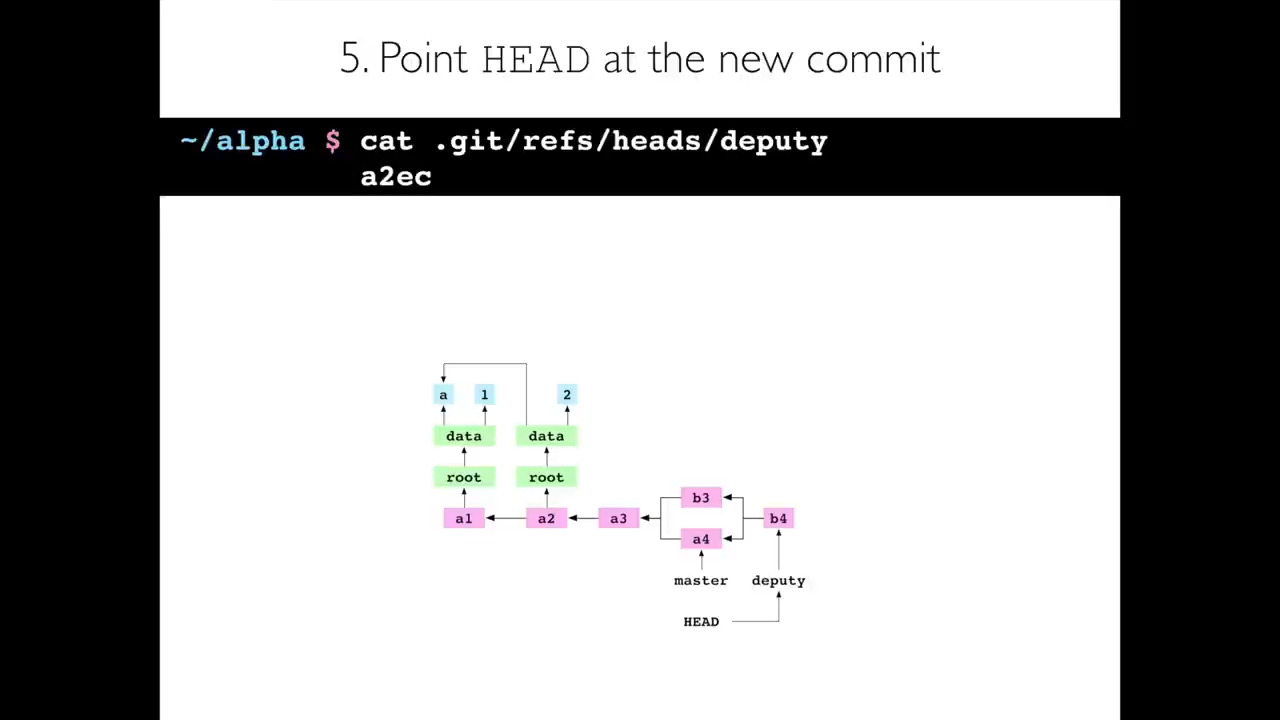 5. Point HEAD at the new commit
~/alpha $ cat .git/refs/heads/deputy
a2ec
a 1 2
data data
root root
b3
a1 a2 a3 b4
a4
master deputy
HEAD